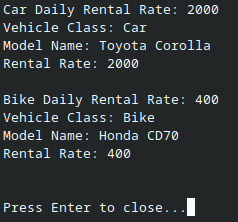 Car Daily Rental Rate: 2000
Vehicle Class: Car
Model Name: Toyota Corolla
Rental Rate: 2000
Bike Daily Rental Rate: 400
Vehicle Class: Bike
Model Name: Honda CD70
Rental Rate: 400
Press Enter to close...